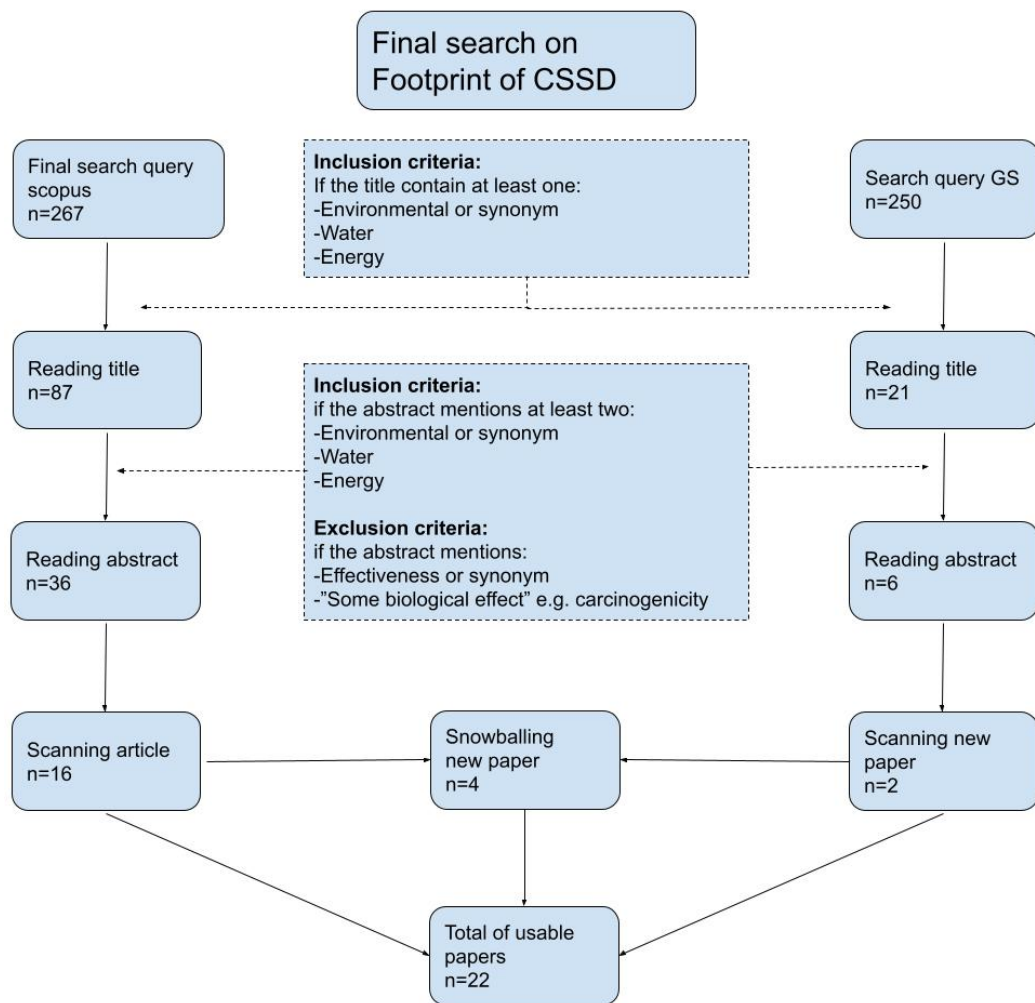 Final search on
Footprint of CSSD
Final search query
scopus
n=267
Inclusion criteria:
If the title contain at least one:
-Environmental or synonym
-Water
-Energy
Search query GS
n=250
Reading title
n=87
Inclusion criteria:
if the abstract mentions at least two:
-Environmental or synonym
-Water
-Energy
Exclusion criteria:
if the abstract mentions:
-Effectiveness or synonym
-”Some biological effect” e.g. carcinogenicity
Reading title
n=21
Reading abstract
n=36
Reading abstract
n=6
Scanning article
n=16
Snowballing
new paper
n=4
Scanning new
paper
n=2
Total of usable
papers
n=22